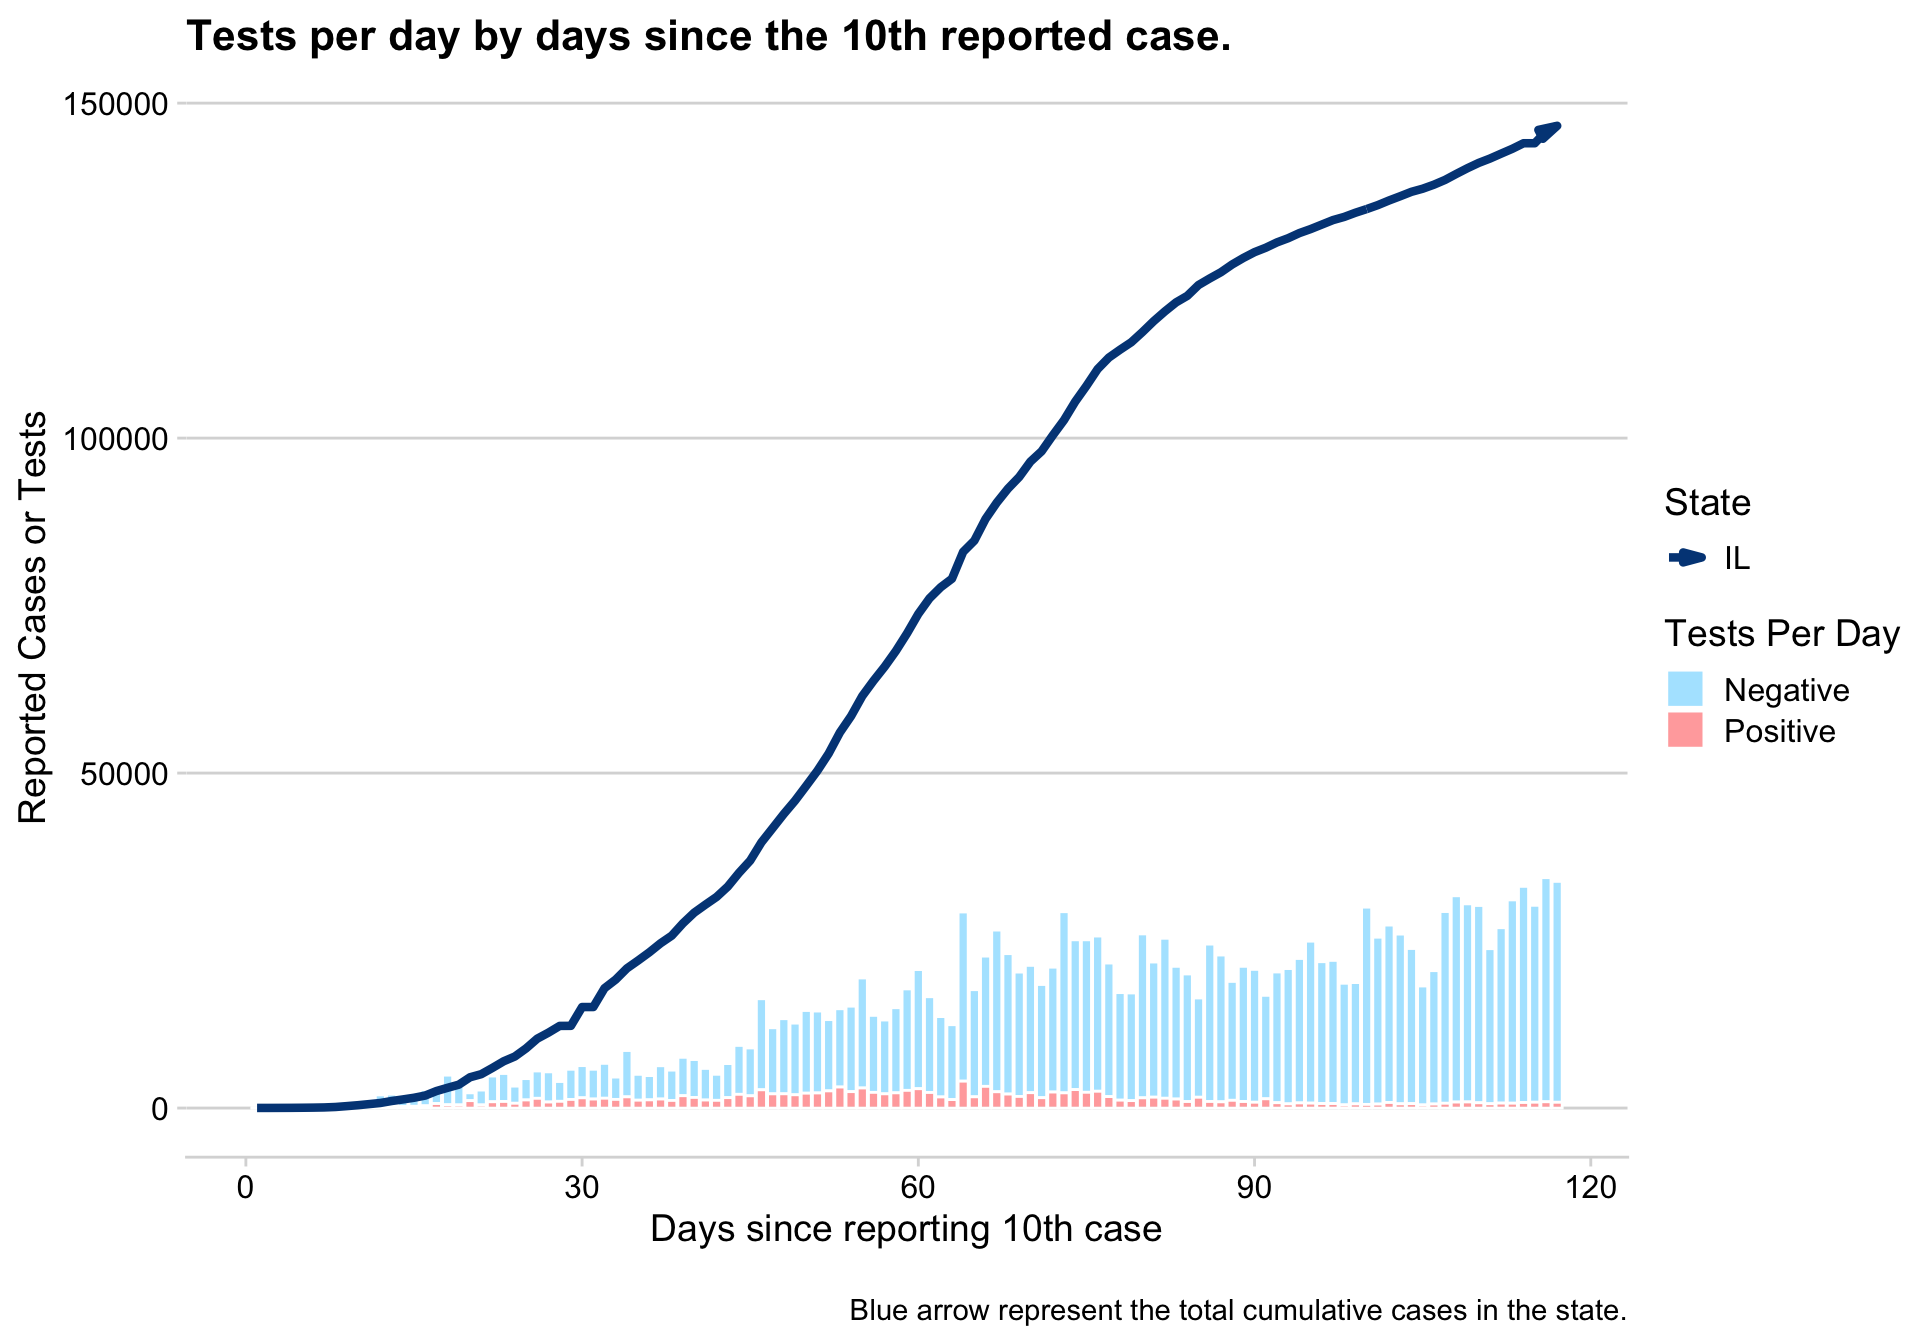 Tests per day by days since the 10th reported case.
150000
100000
50000
0
Reported Cases or Tests
0
30
60
90
120
Days since reporting 10th case
State
IL
Tests Per Day
Negative
Positive
Blue arrow represent the total cumulative cases in the state.